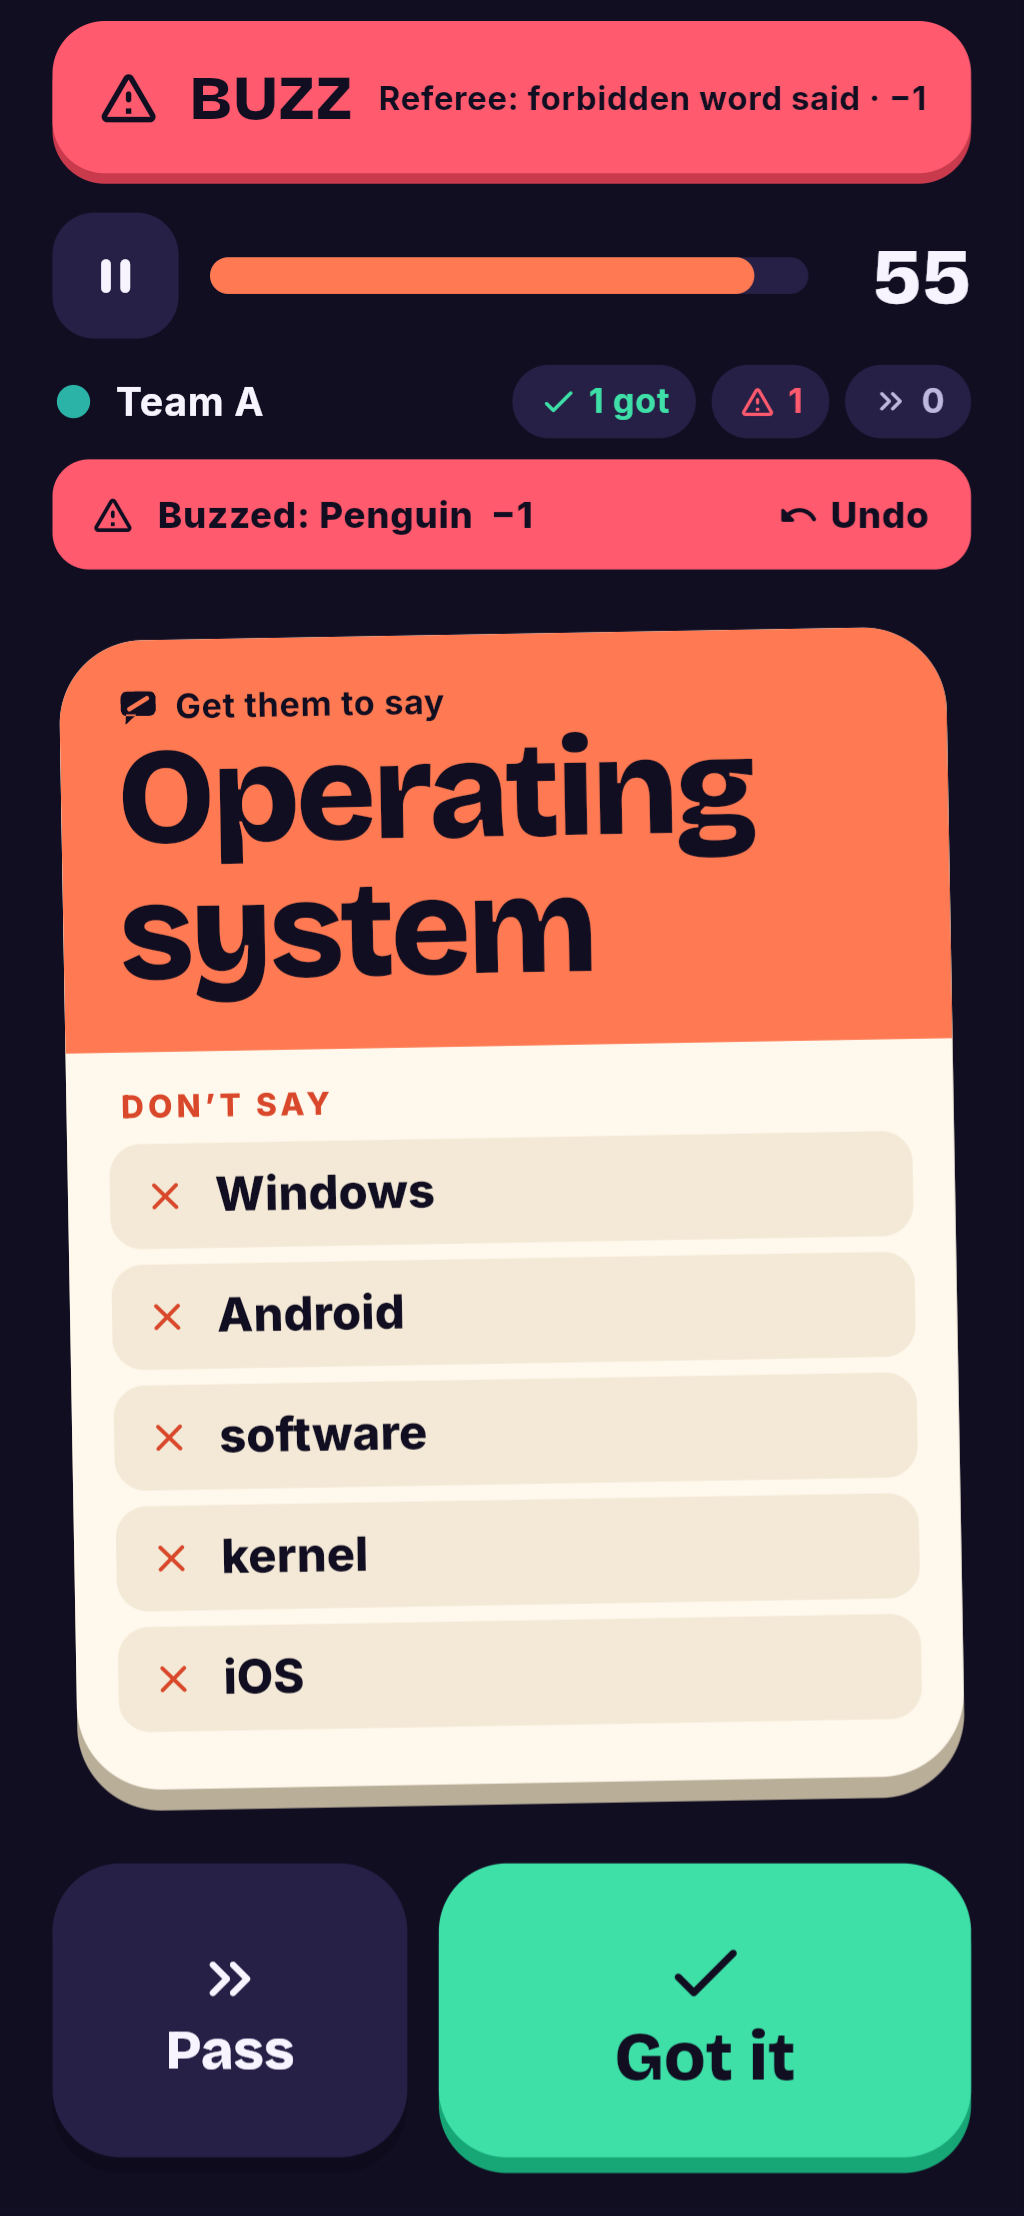 BUZZ Referee: forbidden word said · −1
55
Team A
1 got
1
0
Buzzed: Penguin −1
Undo
Get them to say
Operating
system
DON’T SAY
Windows
Android
software
kernel
iOS
Pass
Got it